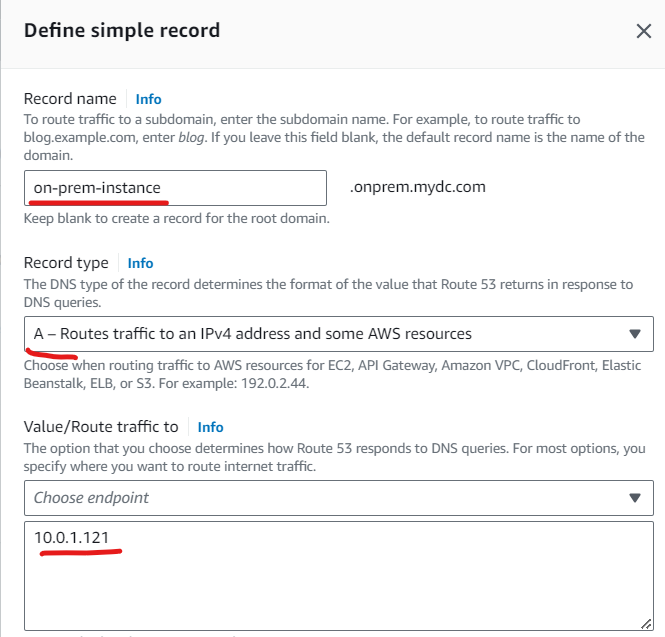 Define simple record
Record name Info
To route traffic to a subdomain, enter the subdomain name. For example, to route traffic to
blog.example.com, enter blog. If you leave this field blank, the default record name is the name of the
domain.
on-prem-instance .onprem.mydc.com
Keep blank to create a record for the root domain.
Record type Info
The DNS type of the record determines the format of the value that Route 53 returns in response to
DNS queries.
A – Routes traffic to an IPv4 address and some AWS resources
Choose when routing traffic to AWS resources for EC2, API Gateway, Amazon VPC, CloudFront, Elastic
Beanstalk, ELB, or S3. For example: 192.0.2.44.
Value/Route traffic to Info
The option that you choose determines how Route 53 responds to DNS queries. For most options, you
specify where you want to route internet traffic.
Choose endpoint
10.0.1.121